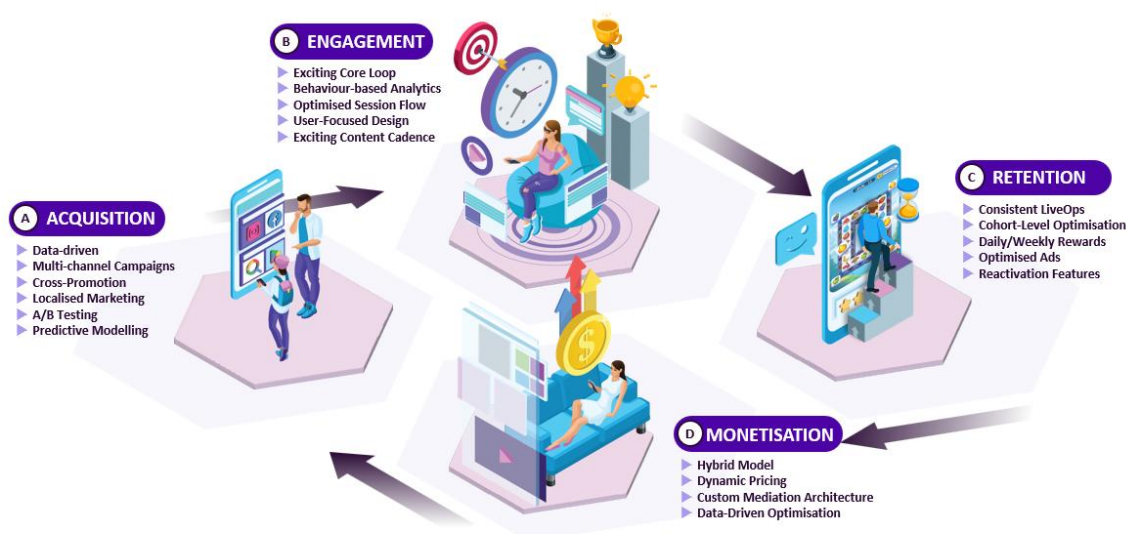 B ENGAGEMENT
Exciting Core Loop
Behaviour-based Analytics
Optimised Session Flow
User-Focused Design
Exciting Content Cadence
A ACQUISITION
Data-driven
Multi-channel Campaigns
Cross-Promotion
Localised Marketing
A/B Testing
Predictive Modelling
C RETENTION
Consistent LiveOps
Cohort-Level Optimisation
Daily/Weekly Rewards
Optimised Ads
Reactivation Features
D MONETISATION
Hybrid Model
Dynamic Pricing
Custom Mediation Architecture
Data-Driven Optimisation